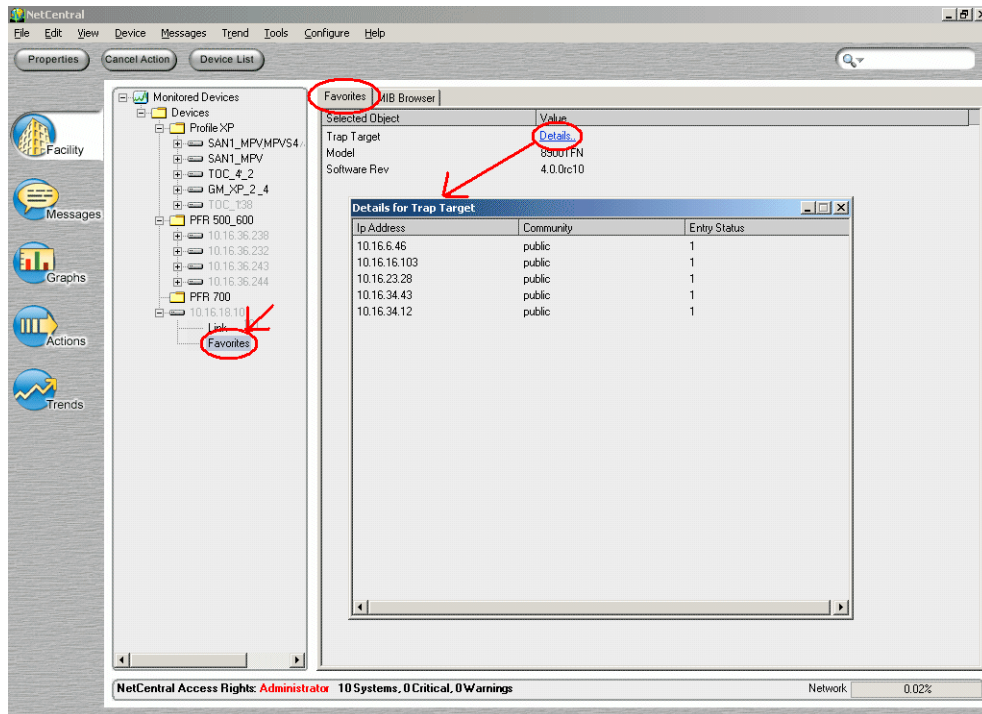 NetCentral
File Edit View Device Messages Trend Tools Configure Help
Properties Cancel Action Device List
Facility
Messages
Graphs
Actions
Trends
Monitored Devices
Devices
Profile XP
SAN1_MPV/MPVS4
SAN1_MPV
TOC_4_2
GM_XP_2_4
TOC_138
PFR 500_600
10.16.36.238
10.16.36.232
10.16.36.243
10.16.36.244
PFR 700
10.16.18.10
Link
Favorites
Favorites MIB Browser
Selected Object Value
Trap Target Details..
Model 8900TFN
Software Rev 4.0.0rc10
Details for Trap Target
Ip Address Community Entry Status
10.16.6.46 public 1
10.16.16.103 public 1
10.16.23.28 public 1
10.16.34.43 public 1
10.16.34.12 public 1
NetCentral Access Rights: Administrator 10 Systems, 0 Critical, 0 Warnings Network 0.02%